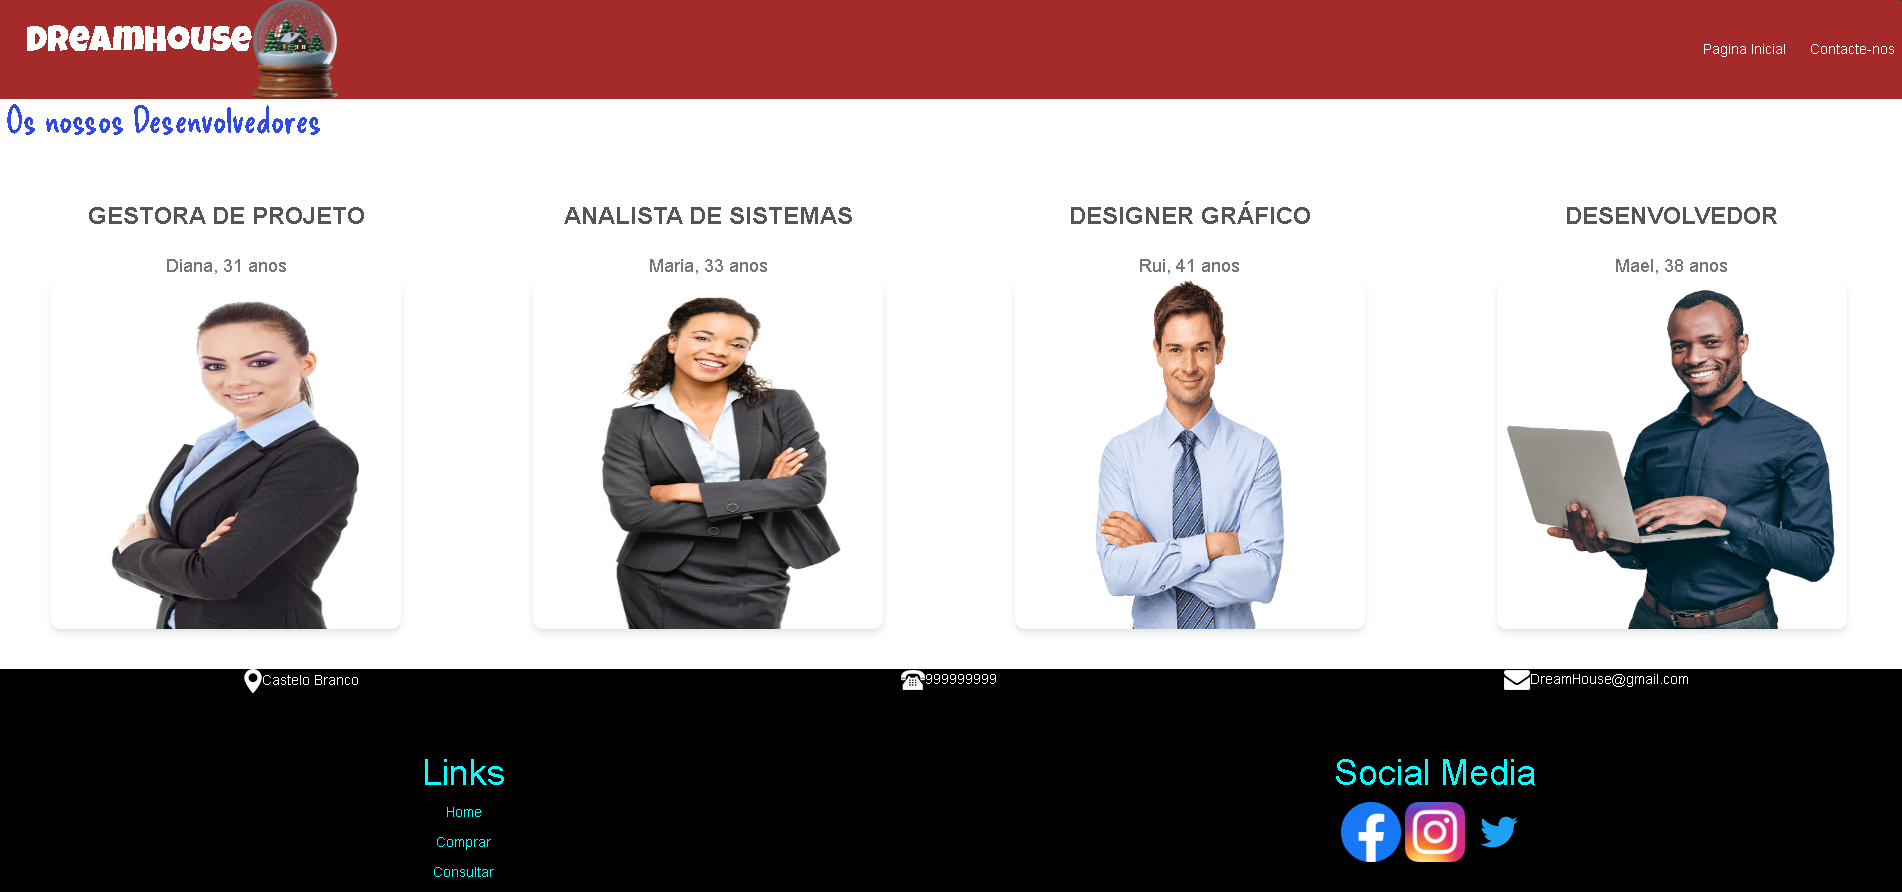 DREAMHOUSE
Pagina Inicial
Contacte-nos
Os nossos Desenvolvedores
GESTORA DE PROJETO
Diana, 31 anos
ANALISTA DE SISTEMAS
Maria, 33 anos
DESIGNER GRÁFICO
Rui, 41 anos
DESENVOLVEDOR
Mael, 38 anos
Castelo Branco
999999999
DreamHouse@gmail.com
Links
Home
Comprar
Consultar
Social Media